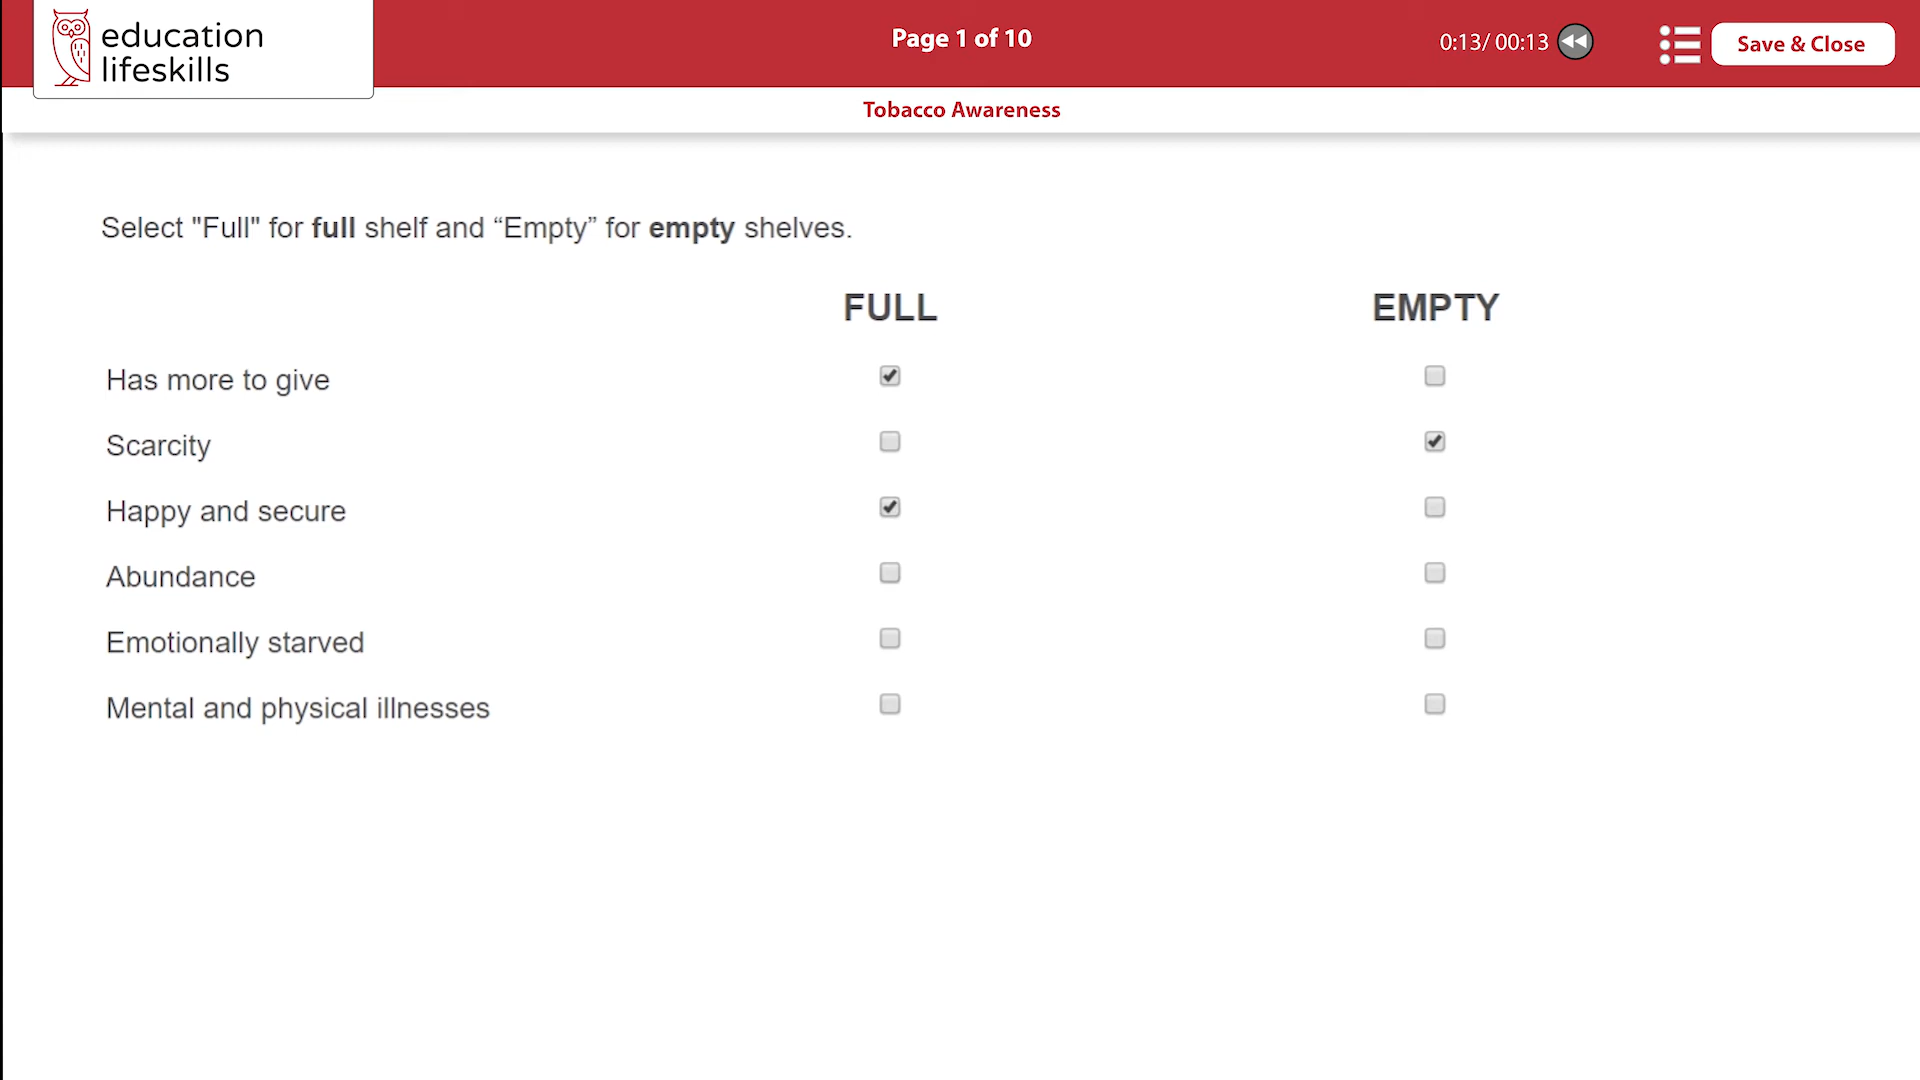 education
lifeskills
Page 1 of 10
0:13/ 00:13
Save & Close
Tobacco Awareness
Select "Full" for full shelf and “Empty” for empty shelves.
FULL EMPTY
Has more to give
Scarcity
Happy and secure
Abundance
Emotionally starved
Mental and physical illnesses